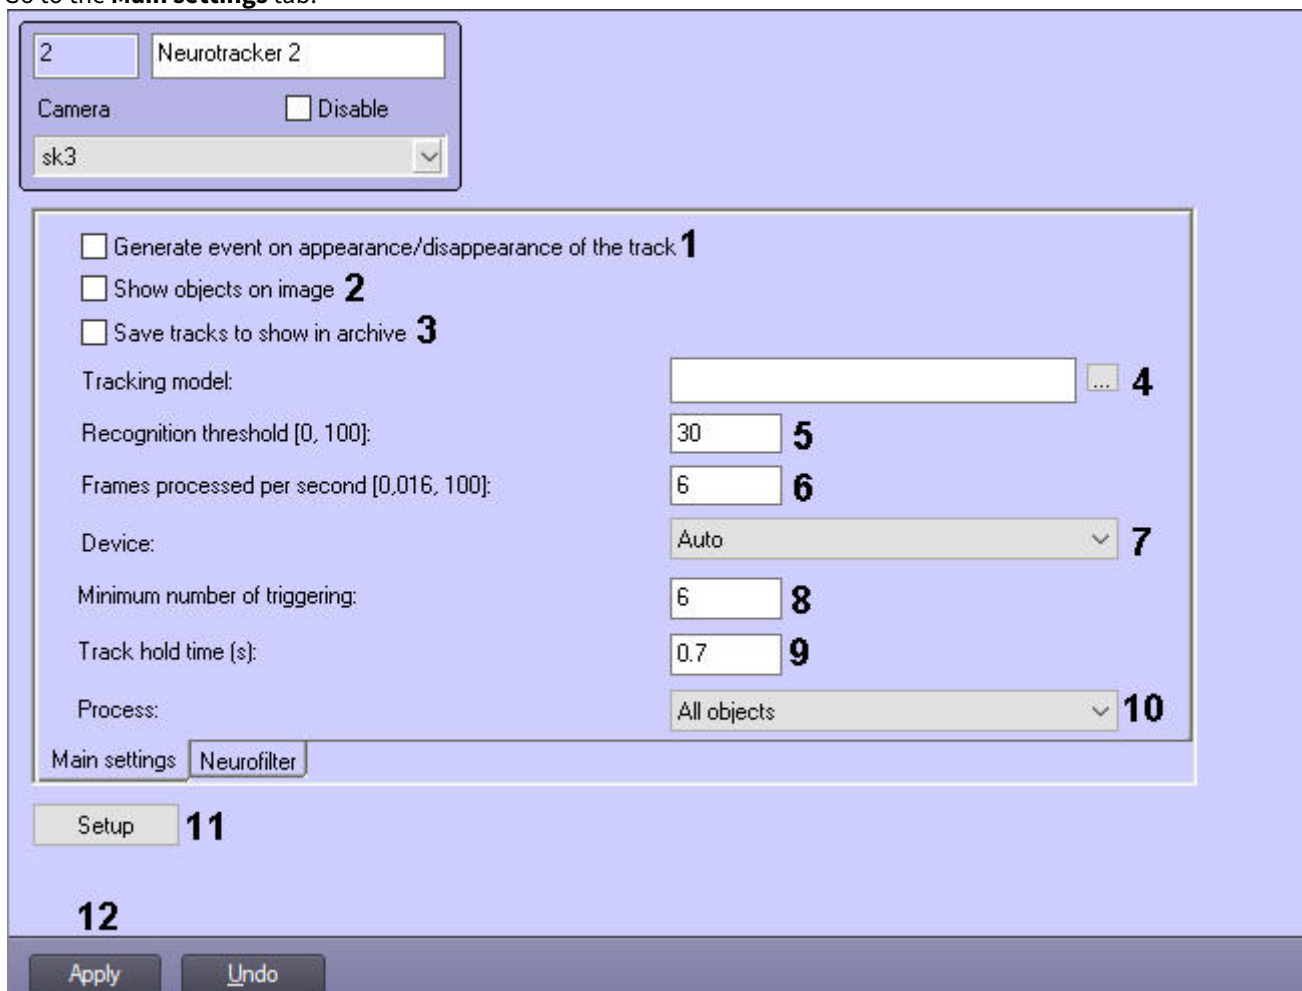 Go to the Main settings tab.
2 Neurotracker 2
Camera Disable
sk3
Generate event on appearance/disappearance of the track 1
Show objects on image 2
Save tracks to show in archive 3
Tracking model: ... 4
Recognition threshold [0, 100]: 30 5
Frames processed per second [0,016, 100]: 6 6
Device: Auto 7
Minimum number of triggering: 6 8
Track hold time (s): 0.7 9
Process: All objects 10
Main settings Neurofilter
Setup 11
12
Apply Undo